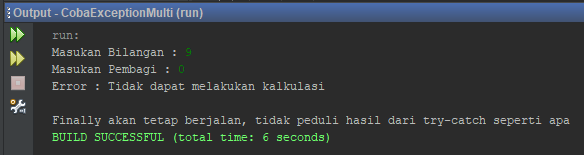 Output - CobaExceptionMulti (run)
run:
Masukan Bilangan : 9
Masukan Pembagi : 0
Error : Tidak dapat melakukan kalkulasi
Finally akan tetap berjalan, tidak peduli hasil dari try-catch seperti apa
BUILD SUCCESSFUL (total time: 6 seconds)